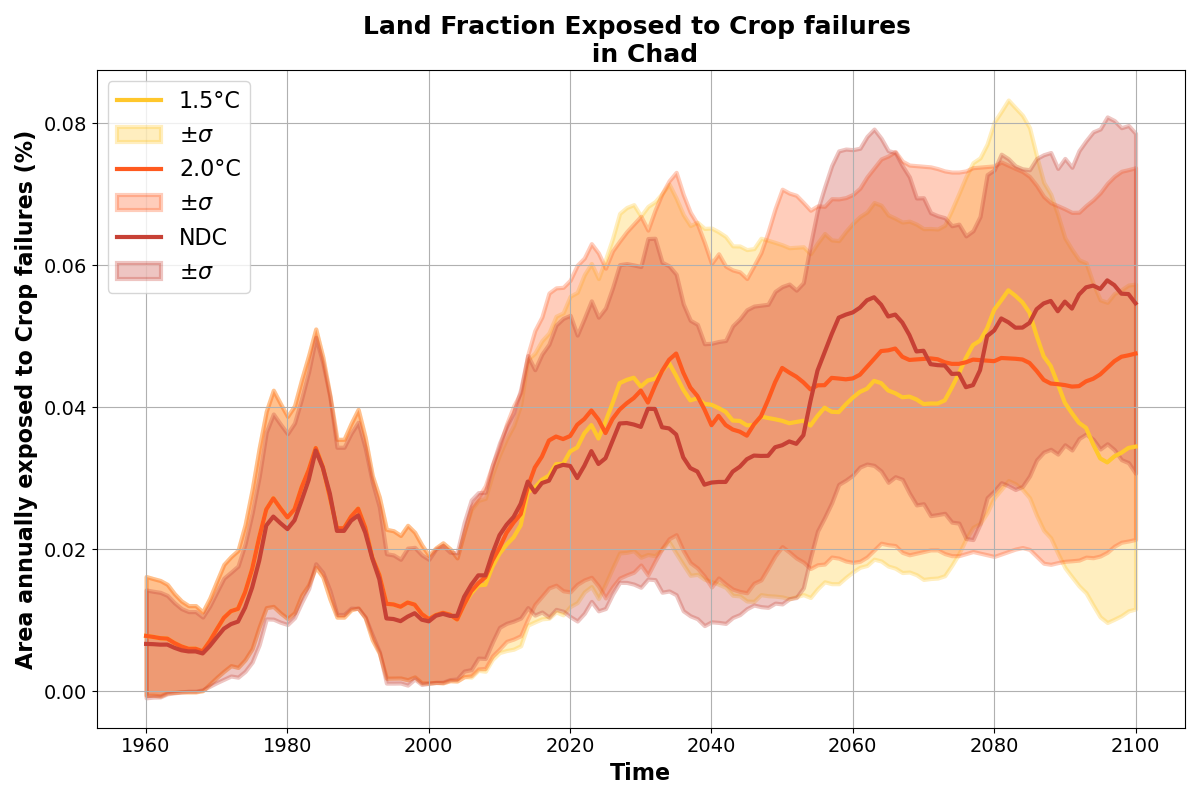 Land Fraction Exposed to Crop failures
in Chad
Area annually exposed to Crop failures (%)
0.08
0.06
0.04
0.02
0.00
1.5°C
±σ
2.0°C
±σ
NDC
±σ
1960 1980 2000 2020 2040 2060 2080 2100
Time